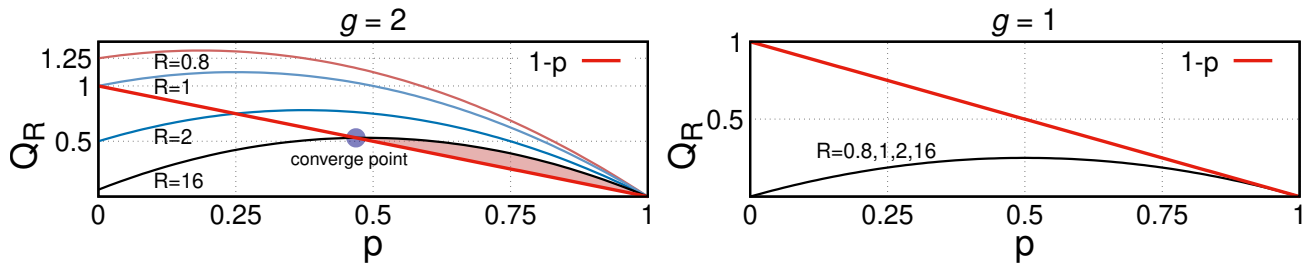 g = 2
Q_R
1.25
1
0.5
R=0.8
R=1
R=2
R=16
converge point
1-p
0 0.25 0.5 0.75 1
p
g = 1
Q_R
1
0.5
R=0.8,1,2,16
1-p
0 0.25 0.5 0.75 1
p